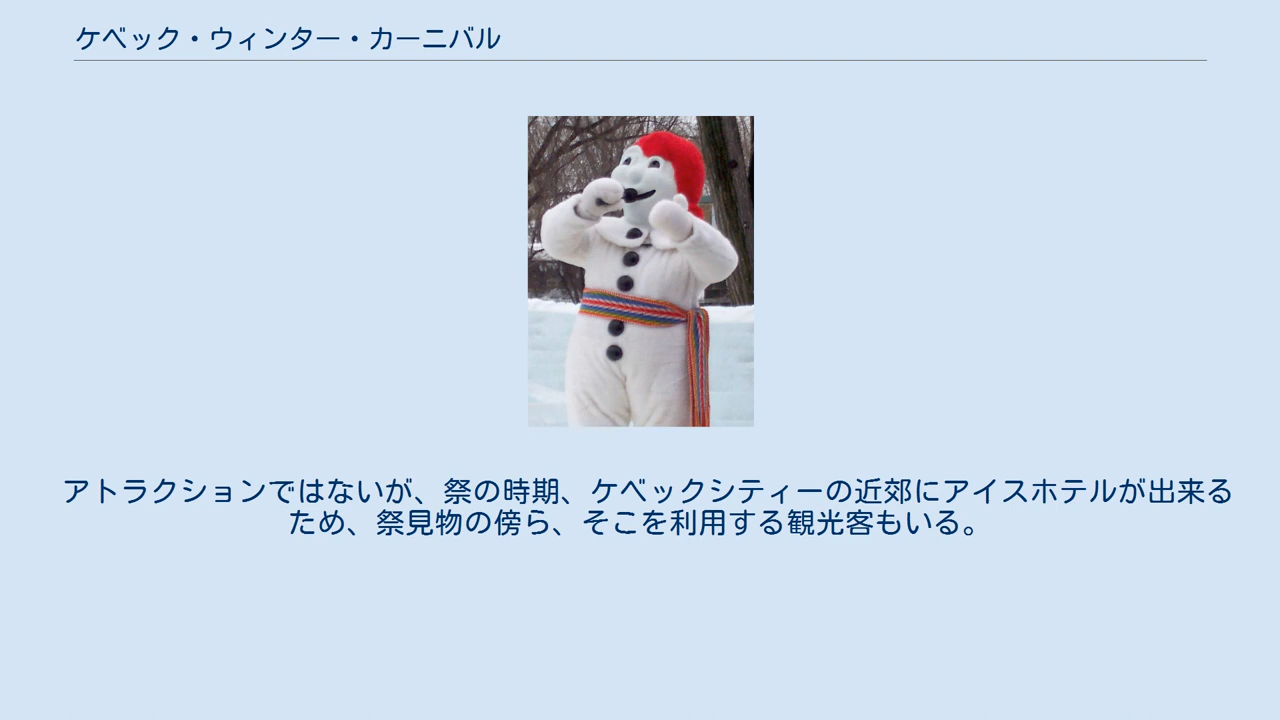 ケベック・ウィンター・カーニバル
アトラクションではないが、祭の時期、ケベックシティーの近郊にアイスホテルが出来る
ため、祭見物の傍ら、そこを利用する観光客もいる。